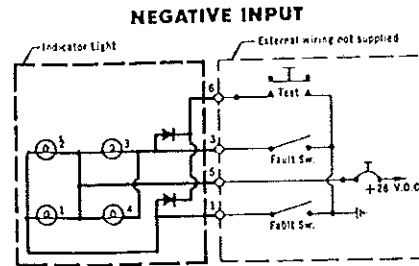 NEGATIVE INPUT
Indicator Light
External wiring not supplied
6
Test
1/2
3
3
Fault Sw.
5
+28 V.D.C.
1
4
1
Fault Sw.